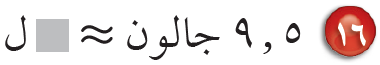 ١٦ ٩,٥ جالون ≈ ■ ل